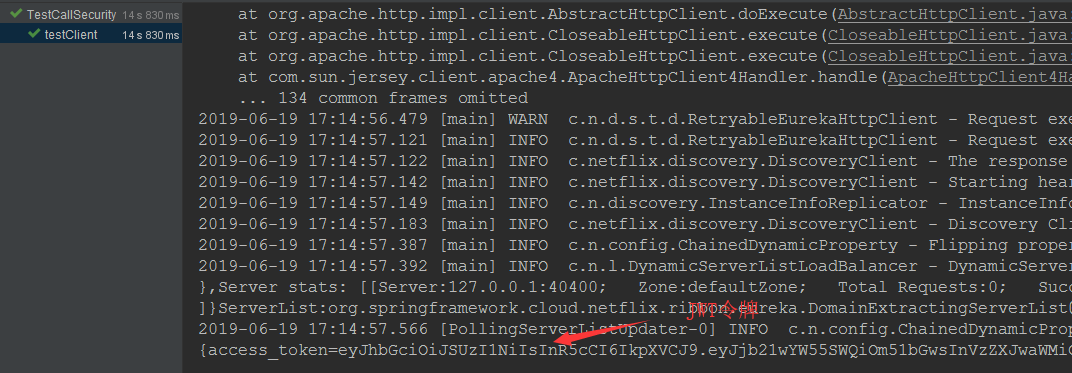 TestCallSecurity 14 s 830 ms
testClient 14 s 830 ms
at org.apache.http.impl.client.AbstractHttpClient.doExecute(AbstractHttpClient.java:
at org.apache.http.impl.client.CloseableHttpClient.execute(CloseableHttpClient.java:
at org.apache.http.impl.client.CloseableHttpClient.execute(CloseableHttpClient.java:
at com.sun.jersey.client.apache4.ApacheHttpClient4Handler.handle(ApacheHttpClient4Ha
... 134 common frames omitted
2019-06-19 17:14:56.479 [main] WARN  c.n.d.s.t.d.RetryableEurekaHttpClient - Request exe
2019-06-19 17:14:57.121 [main] INFO  c.n.d.s.t.d.RetryableEurekaHttpClient - Request exe
2019-06-19 17:14:57.122 [main] INFO  c.netflix.discovery.DiscoveryClient - The response
2019-06-19 17:14:57.142 [main] INFO  c.netflix.discovery.DiscoveryClient - Starting hear
2019-06-19 17:14:57.149 [main] INFO  c.n.discovery.InstanceInfoReplicator - InstanceInfo
2019-06-19 17:14:57.183 [main] INFO  c.netflix.discovery.DiscoveryClient - Discovery Cli
2019-06-19 17:14:57.387 [main] INFO  c.n.config.ChainedDynamicProperty - Flipping proper
2019-06-19 17:14:57.392 [main] INFO  c.n.l.DynamicServerListLoadBalancer - DynamicServer
},Server stats: [[Server:127.0.0.1:40400;   Zone:defaultZone;   Total Requests:0;   Succ
JWT令牌
]}ServerList:org.springframework.cloud.netflix.ribbon.eureka.DomainExtractingServerList@
2019-06-19 17:14:57.566 [PollingServerListUpdater-0] INFO  c.n.config.ChainedDynamicProp
{access_token=eyJhbGciOiJSUzI1NiIsInR5cCI6IkpXVCJ9.eyJjb21wYW55SWQiOm51bGwsInVzZXJwaWMiO